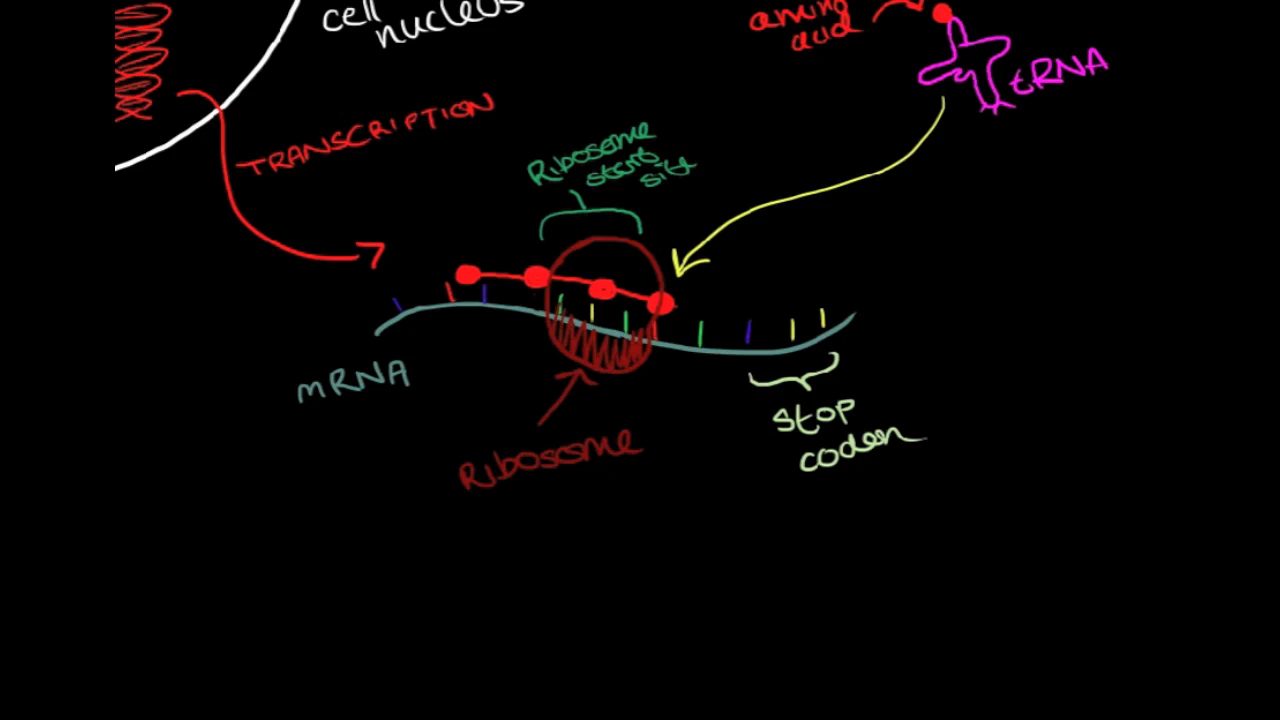 cell
nucleus
amino
acid
tRNA
TRANSCRIPTION
Ribosome
start
site
mRNA
Ribosome
stop
codon